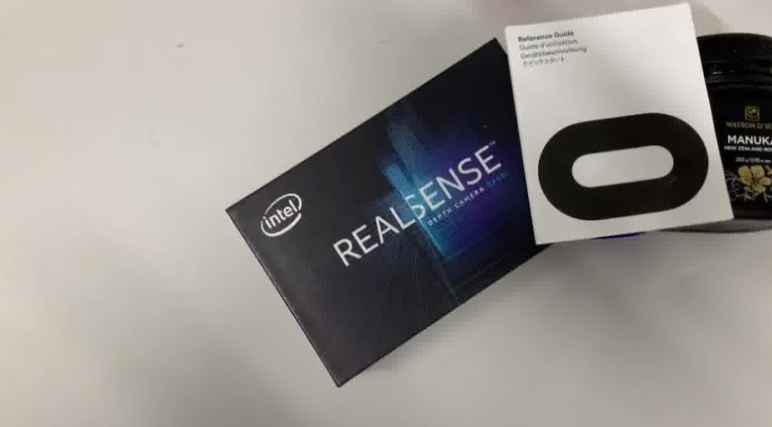 Reference Guide
Guide d'utilisation
Gerätebeschreibung
クイックスタート
intel
REALSENSE™
DEPTH CAMERA
WATSON &
MANUKA
NEW ZEALAND